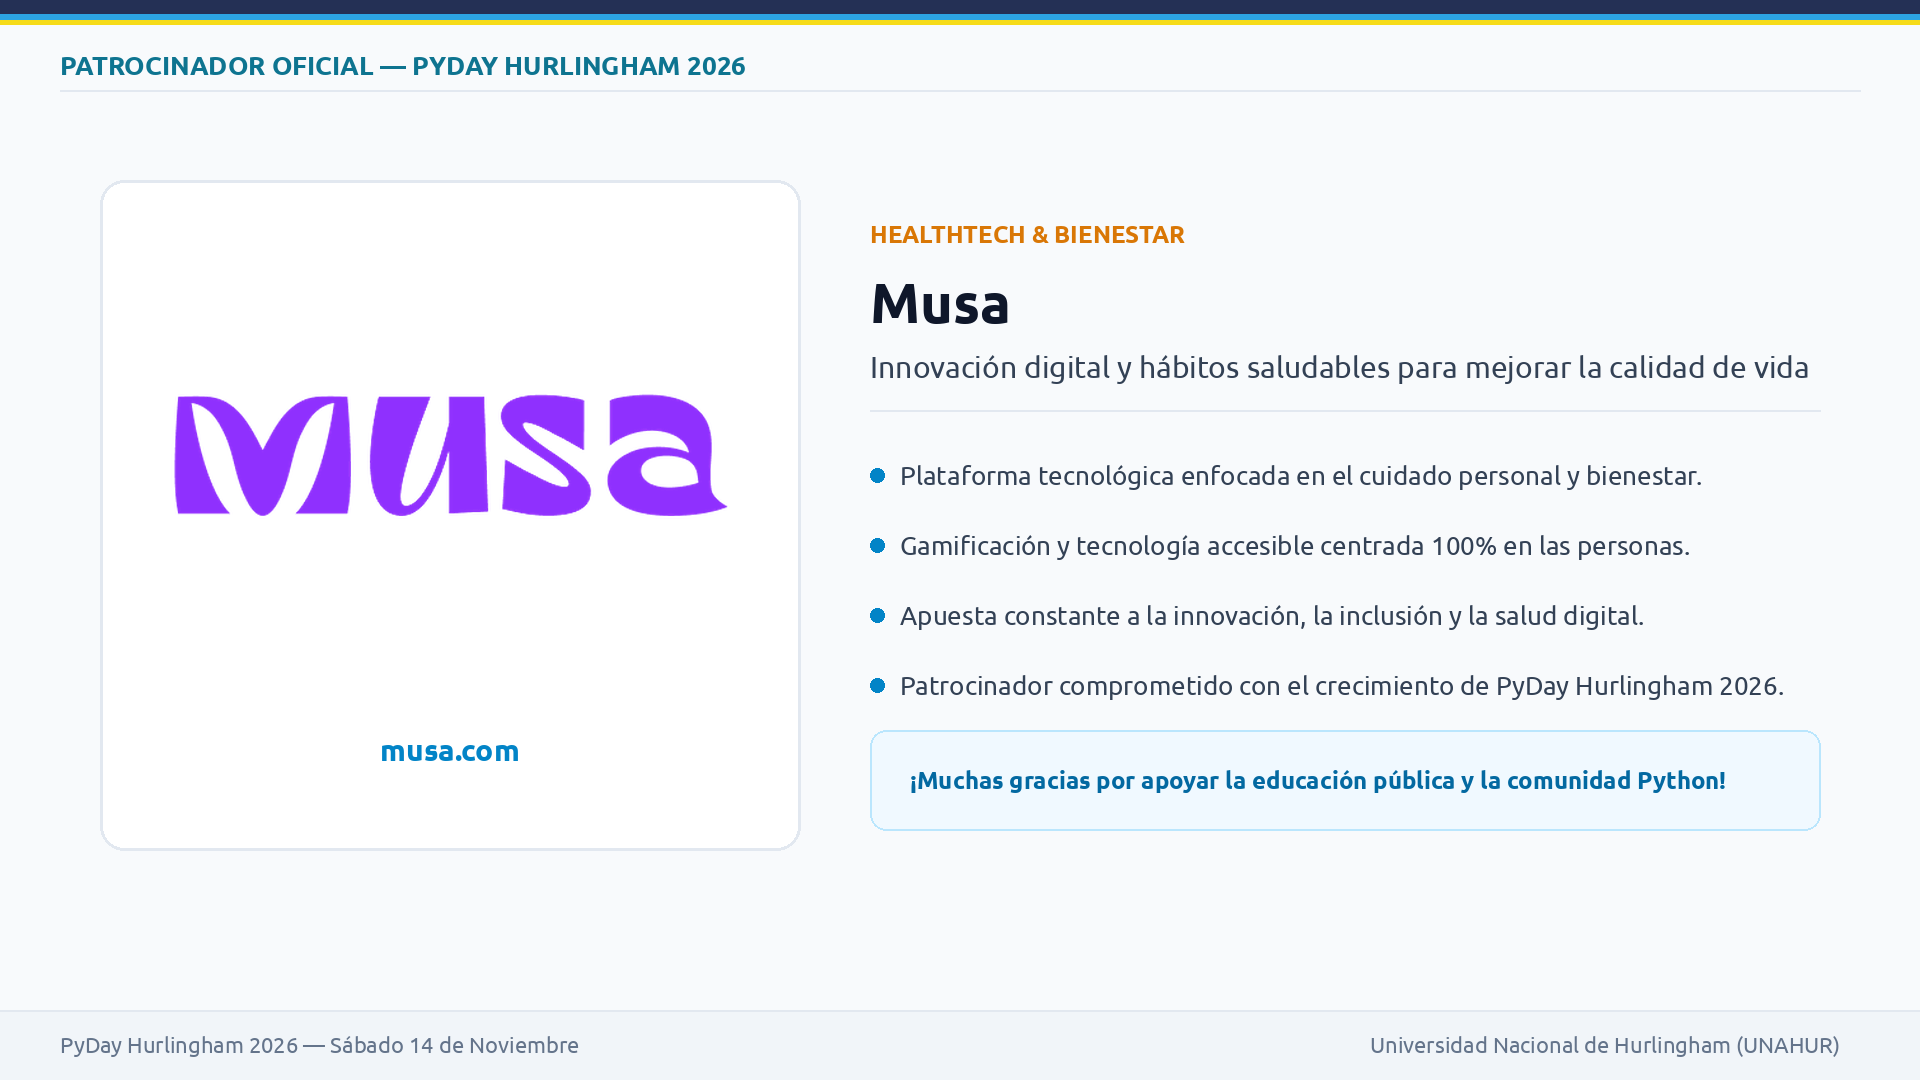 PATROCINADOR OFICIAL — PYDAY HURLINGHAM 2026
Musa
musa.com
HEALTHTECH & BIENESTAR
Musa
Innovación digital y hábitos saludables para mejorar la calidad de vida
Plataforma tecnológica enfocada en el cuidado personal y bienestar.
Gamificación y tecnología accesible centrada 100% en las personas.
Apuesta constante a la innovación, la inclusión y la salud digital.
Patrocinador comprometido con el crecimiento de PyDay Hurlingham 2026.
¡Muchas gracias por apoyar la educación pública y la comunidad Python!
PyDay Hurlingham 2026 — Sábado 14 de Noviembre
Universidad Nacional de Hurlingham (UNAHUR)